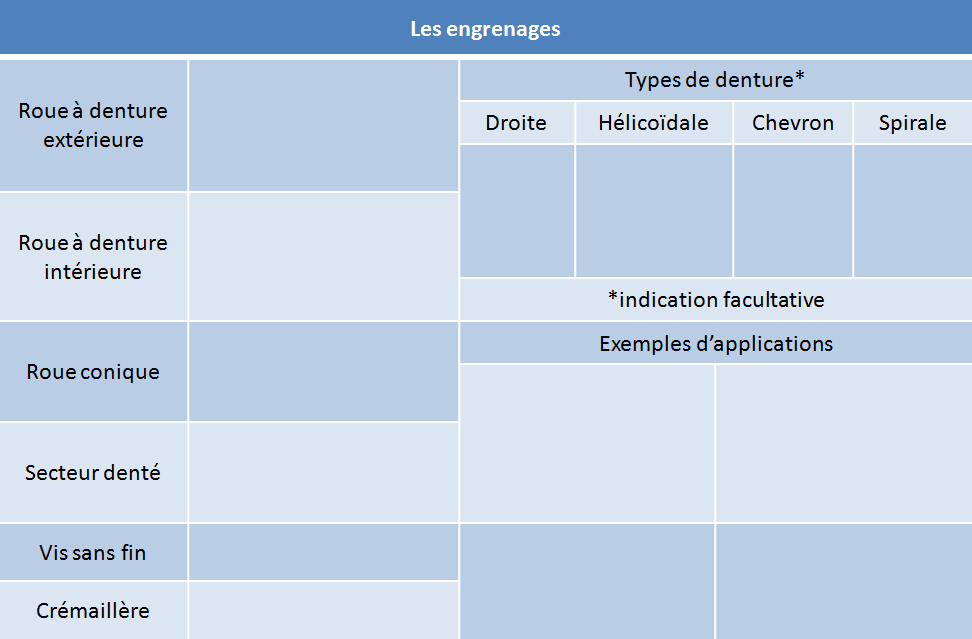 Les engrenages
Roue à denture
extérieure
Types de denture*
Droite
Hélicoïdale
Chevron
Spirale
Roue à denture
intérieure
*indication facultative
Roue conique
Exemples d’applications
Secteur denté
Vis sans fin
Crémaillère